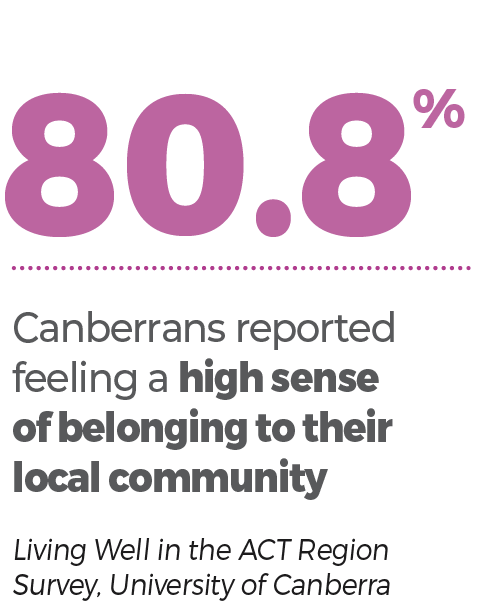 80.8%
Canberrans reported
feeling a high sense
of belonging to their
local community
Living Well in the ACT Region
Survey, University of Canberra